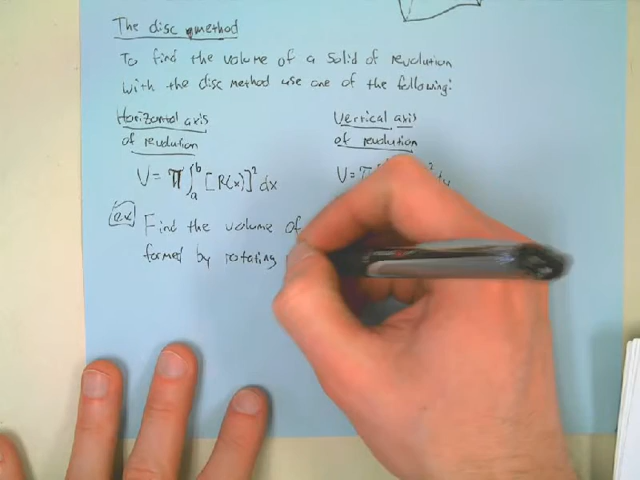 The disc method
To find the volume of a solid of revolution
with the disc method use one of the following:
Horizontal axis
of revolution
V = π ∫ₐᵇ [R(x)]² dx
Vertical axis
of revolution
V = π
ex Find the volume of
formed by rotating